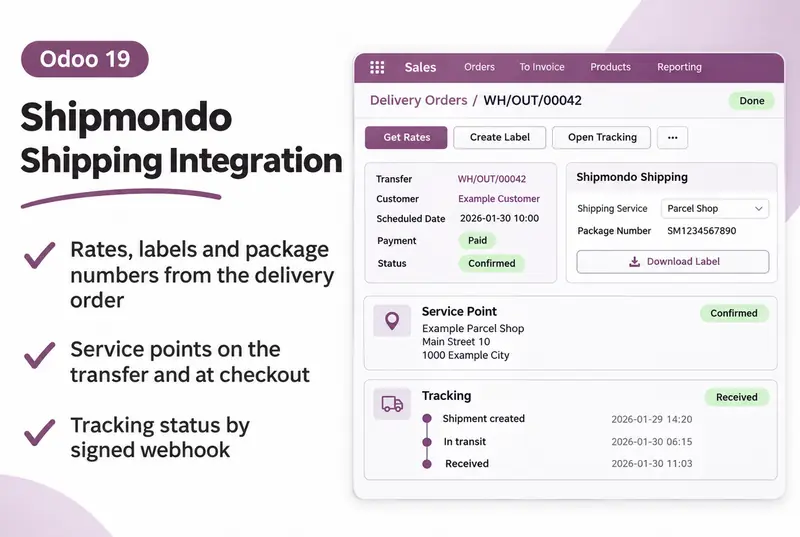 Odoo 19
Shipmondo
Shipping Integration
Rates, labels and package
numbers from the delivery
order
Service points on the
transfer and at checkout
Tracking status by
signed webhook
Sales Orders To Invoice Products Reporting
Delivery Orders / WH/OUT/00042 Done
Get Rates Create Label Open Tracking ...
Transfer WH/OUT/00042
Customer Example Customer
Scheduled Date 2026-01-30 10:00
Payment Paid
Status Confirmed
Shipmondo Shipping
Shipping Service Parcel Shop
Package Number SM1234567890
Download Label
Service Point Confirmed
Example Parcel Shop
Main Street 10
1000 Example City
Tracking Received
Shipment created 2026-01-29 14:20
In transit 2026-01-30 06:15
Received 2026-01-30 11:03